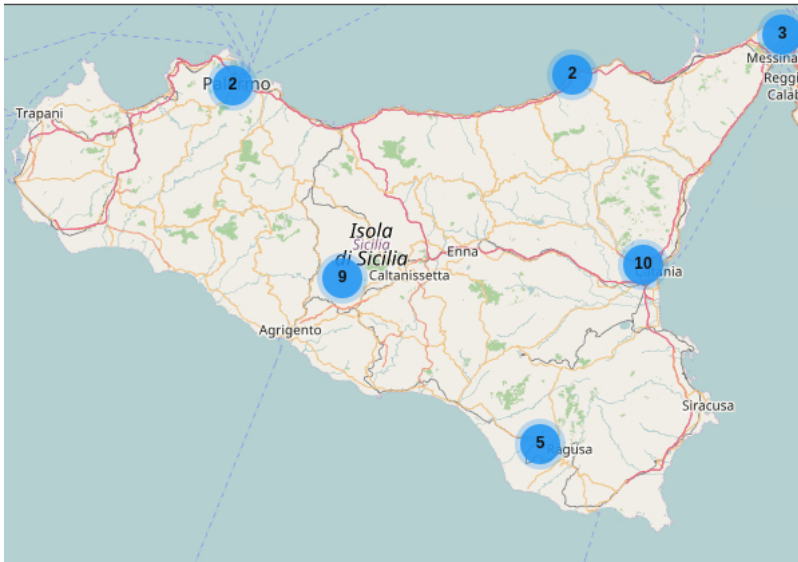 3
Messina
Reggi
Calab
2
2
Palermo
Trapani
Isola
di Sicilia
Sicilia
Enna
10
Catania
9
Caltanissetta
Agrigento
Siracusa
5
Ragusa